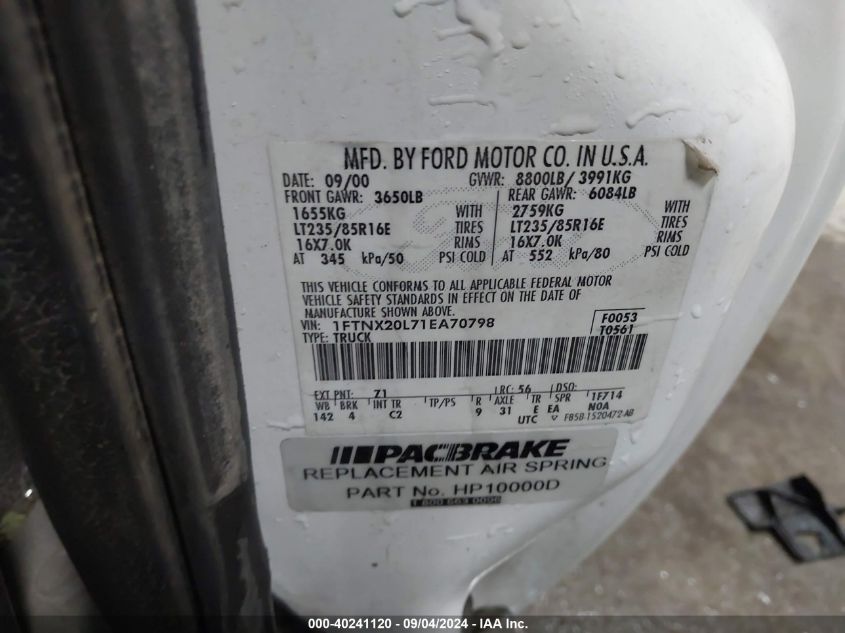 MFD. BY FORD MOTOR CO. IN U.S.A.
DATE: 09/00 GVWR: 8800LB/ 3991KG
FRONT GAWR: 3650LB REAR GAWR: 6084LB
1655KG WITH 2759KG WITH
LT235/85R16E TIRES LT235/85R16E TIRES
16X7.0K RIMS 16X7.0K RIMS
AT 345 kPa/50 PSI COLD AT 552 kPa/80 PSI COLD
THIS VEHICLE CONFORMS TO ALL APPLICABLE FEDERAL MOTOR
VEHICLE SAFETY STANDARDS IN EFFECT ON THE DATE OF
MANUFACTURE SHOWN ABOVE.
VIN: 1FTNX20L71EA70798 F0053
TYPE: TRUCK T0561
EXT PNT: Z1 LRC: 56 DSO:
WB BRK INT TR TP/PS R AXLE TR SPR 1F714
142 4 C2 9 31 E EA N0A
UTC F85B-1520472-AB
PACBRAKE
REPLACEMENT AIR SPRING
PART No. HP10000D
1 800 663 0096
000-40241120 - 09/04/2024 - IAA Inc.